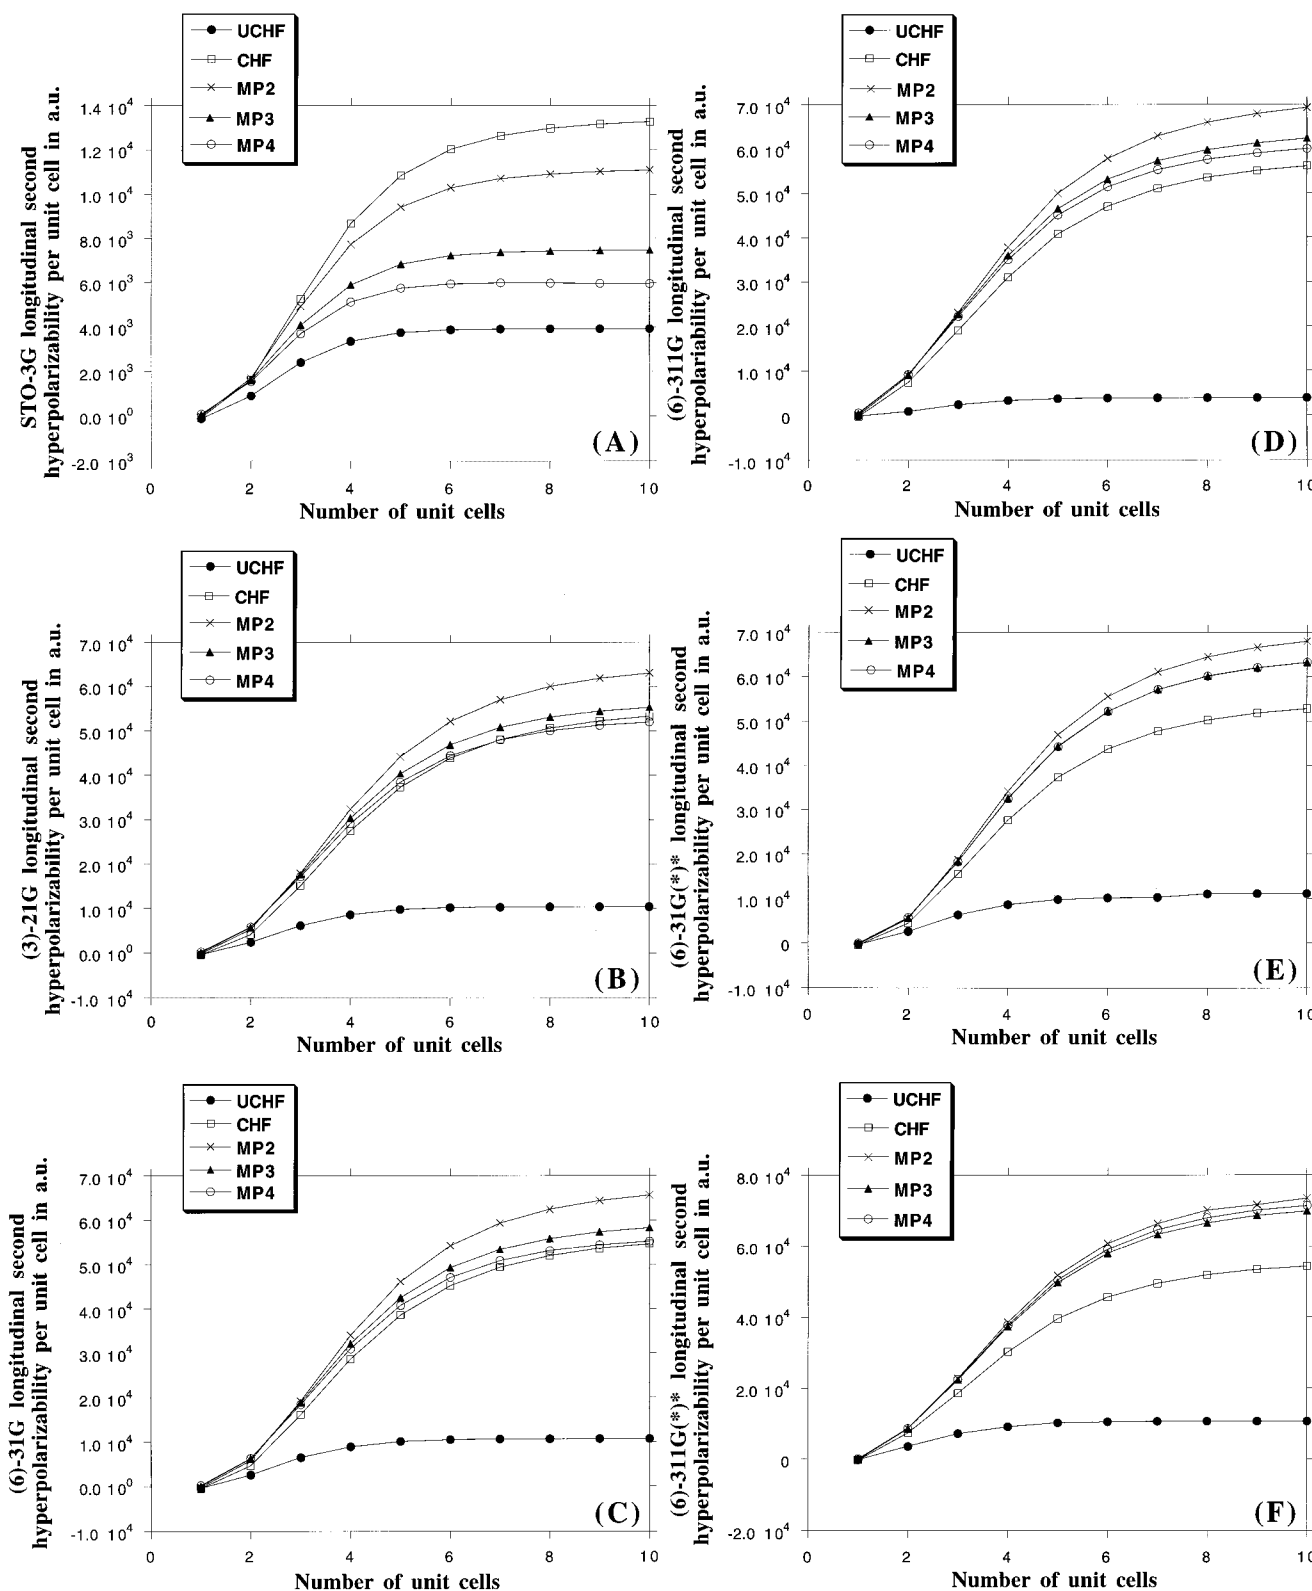 UCHF
CHF
MP2
MP3
MP4
STO-3G longitudinal second
hyperpolarizability per unit cell in a.u.
1.4 10^4
1.2 10^4
1.0 10^4
8.0 10^3
6.0 10^3
4.0 10^3
2.0 10^3
0.0 10^0
-2.0 10^3
0 2 4 6 8 10
Number of unit cells
(A)
UCHF
CHF
MP2
MP3
MP4
(6)-311G longitudinal second
hyperpolariability per unit cell in a.u.
7.0 10^4
6.0 10^4
5.0 10^4
4.0 10^4
3.0 10^4
2.0 10^4
1.0 10^4
0
-1.0 10^4
0 2 4 6 8 10
Number of unit cells
(D)
UCHF
CHF
MP2
MP3
MP4
(3)-21G longitudinal second
hyperpolarizability per unit cell in a.u.
7.0 10^4
6.0 10^4
5.0 10^4
4.0 10^4
3.0 10^4
2.0 10^4
1.0 10^4
0.0 10^0
-1.0 10^4
0 2 4 6 8 10
Number of unit cells
(B)
UCHF
CHF
MP2
MP3
MP4
(6)-31G(*)* longitudinal second
hyperpolarizability per unit cell in a.u.
7.0 10^4
6.0 10^4
5.0 10^4
4.0 10^4
3.0 10^4
2.0 10^4
1.0 10^4
0
-1.0 10^4
0 2 4 6 8 10
Number of unit cells
(E)
UCHF
CHF
MP2
MP3
MP4
(6)-31G longitudinal second
hyperpolarizability per unit cell in a.u.
7.0 10^4
6.0 10^4
5.0 10^4
4.0 10^4
3.0 10^4
2.0 10^4
1.0 10^4
0.0 10^0
-1.0 10^4
0 2 4 6 8 10
Number of unit cells
(C)
UCHF
CHF
MP2
MP3
MP4
(6)-311G(*)* longitudinal second
hyperpolarizability per unit cell in a.u.
8.0 10^4
6.0 10^4
4.0 10^4
2.0 10^4
0
-2.0 10^4
0 2 4 6 8 10
Number of unit cells
(F)